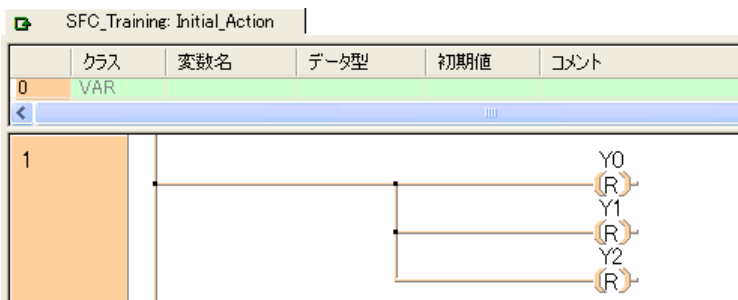 SFC_Training: Initial_Action
クラス 変数名 データ型 初期値 コメント
0 VAR
1
Y0
(R)
Y1
(R)
Y2
(R)